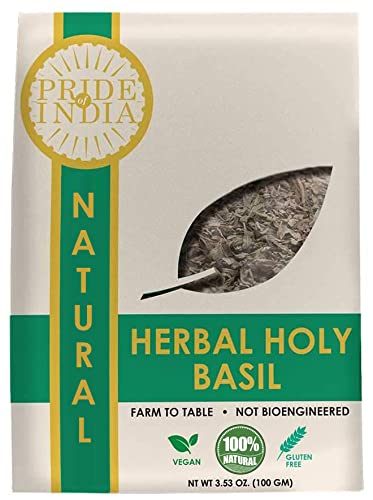 PRIDE
of
INDIA
NATURAL
HERBAL HOLY
BASIL
FARM TO TABLE • NOT BIOENGINEERED
VEGAN
100%
NATURAL
GLUTEN
FREE
NT WT 3.53 OZ. (100 GM)